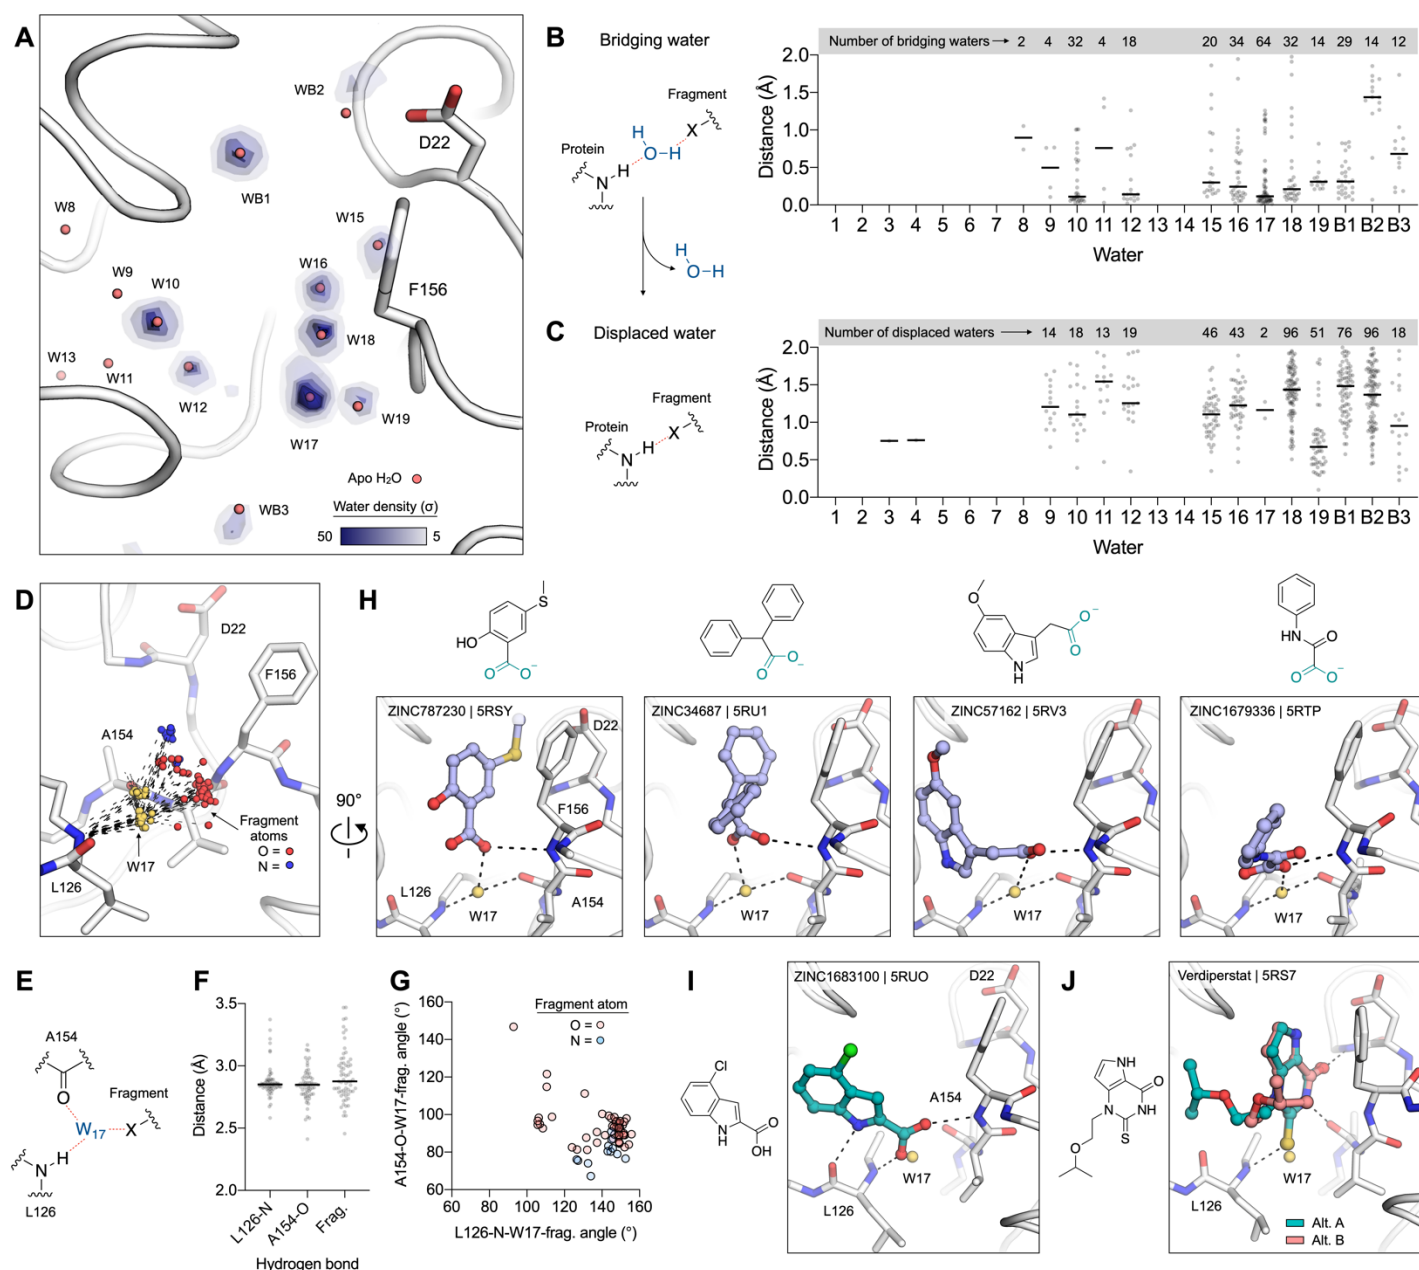 A
WB2
D22
WB1
W8
W15
W9
W16
W10
F156
W18
W13
W11
W12
W19
W17
Apo H2O
WB3
Water density (σ)
50
5
B
Bridging water
Fragment
H
X
Protein
O
H
H
N
H
O–H
Number of bridging waters
2 4 32 4 18 20 34 64 32 14 29 14 12
2.0
1.5
1.0
0.5
0.0
Distance (Å)
1 2 3 4 5 6 7 8 9 10 11 12 13 14 15 16 17 18 19 B1 B2 B3
Water
C
Displaced water
Fragment
Protein
H
X
N
Number of displaced waters
14 18 13 19 46 43 2 96 51 76 96 18
2.0
1.5
1.0
0.5
0.0
Distance (Å)
1 2 3 4 5 6 7 8 9 10 11 12 13 14 15 16 17 18 19 B1 B2 B3
Water
D
D22
F156
A154
Fragment
atoms
O =
N =
W17
L126
90°
H
S
HO
O
O−
O
O−
O
O−
O
N
H
HN
O
O
O−
ZINC787230 | 5RSY
D22
F156
L126
A154
W17
ZINC34687 | 5RU1
W17
ZINC57162 | 5RV3
W17
ZINC1679336 | 5RTP
W17
E
A154
O
Fragment
W17
X
H
N
L126
F
3.5
3.0
2.5
2.0
Distance (Å)
L126-N
A154-O
Frag.
Hydrogen bond
G
Fragment atom
O =
N =
160
140
120
100
80
60
A154-O-W17-frag. angle (°)
60 80 100 120 140 160
L126-N-W17-frag. angle (°)
I
Cl
N
H
O
OH
ZINC1683100 | 5RUO
D22
A154
W17
L126
J
NH
O
N
NH
S
O
Verdiperstat | 5RS7
W17
L126
Alt. A
Alt. B